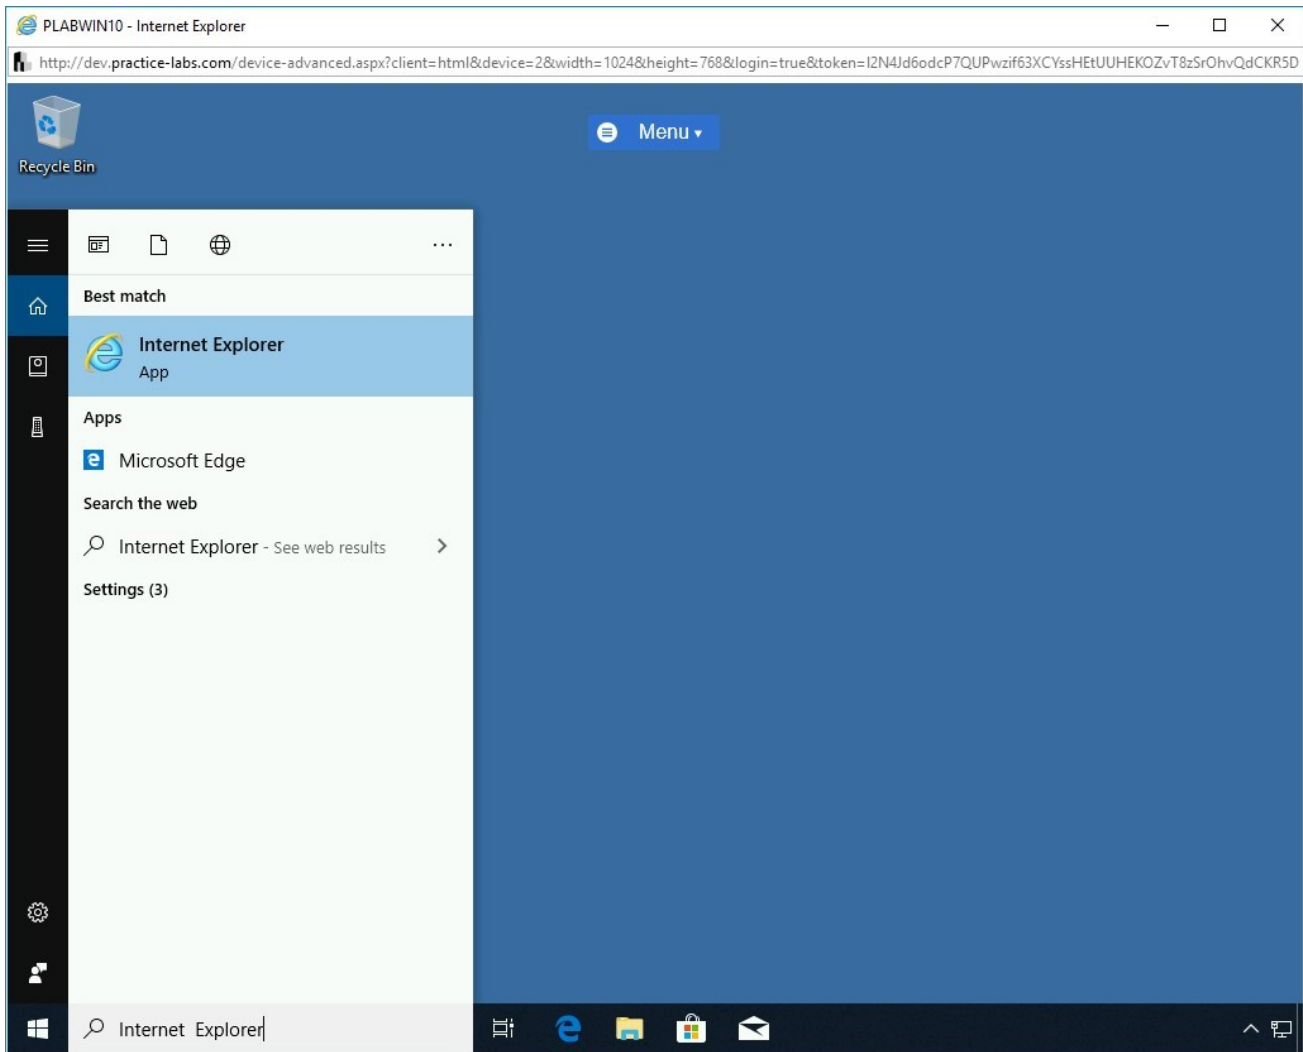 PLABWIN10 - Internet Explorer
http://dev.practice-labs.com/device-advanced.aspx?client=html&device=2&width=1024&height=768&login=true&token=I2N4Jd6odcP7QUPwzif63XCYssHEtUUHEKOZvT8zSrOhvQdCKR5D
Menu
Recycle Bin
Best match
Internet Explorer
App
Apps
Microsoft Edge
Search the web
Internet Explorer - See web results
Settings (3)
Internet  Explorer